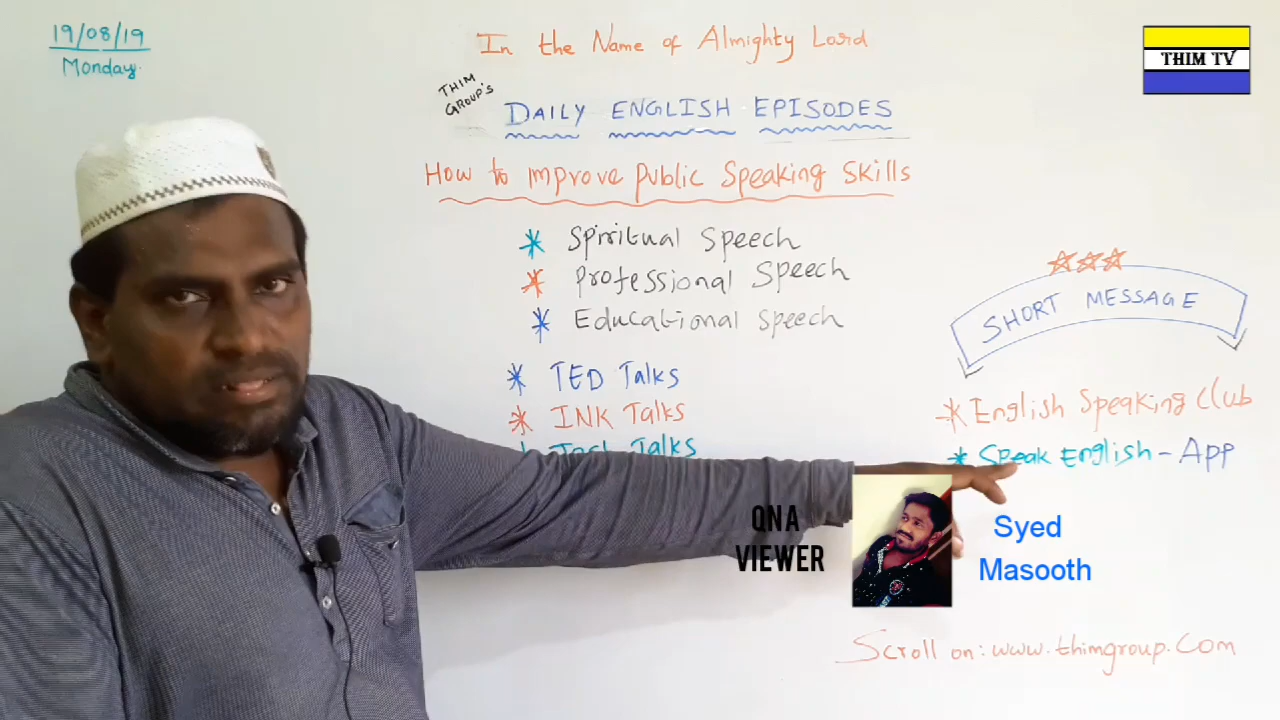 19/08/19
Monday
In the Name of Almighty Lord
THIM TV
THIM
GROUP'S
DAILY ENGLISH EPISODES
How to improve public Speaking Skills
* Spiritual Speech
* Professional Speech
* Educational Speech
SHORT MESSAGE
* TED Talks
* INK Talks
* Tech Talks
* English Speaking Club
* Speak English - App
QNA
VIEWER
Syed
Masooth
Scroll on: www.thimgroup.com